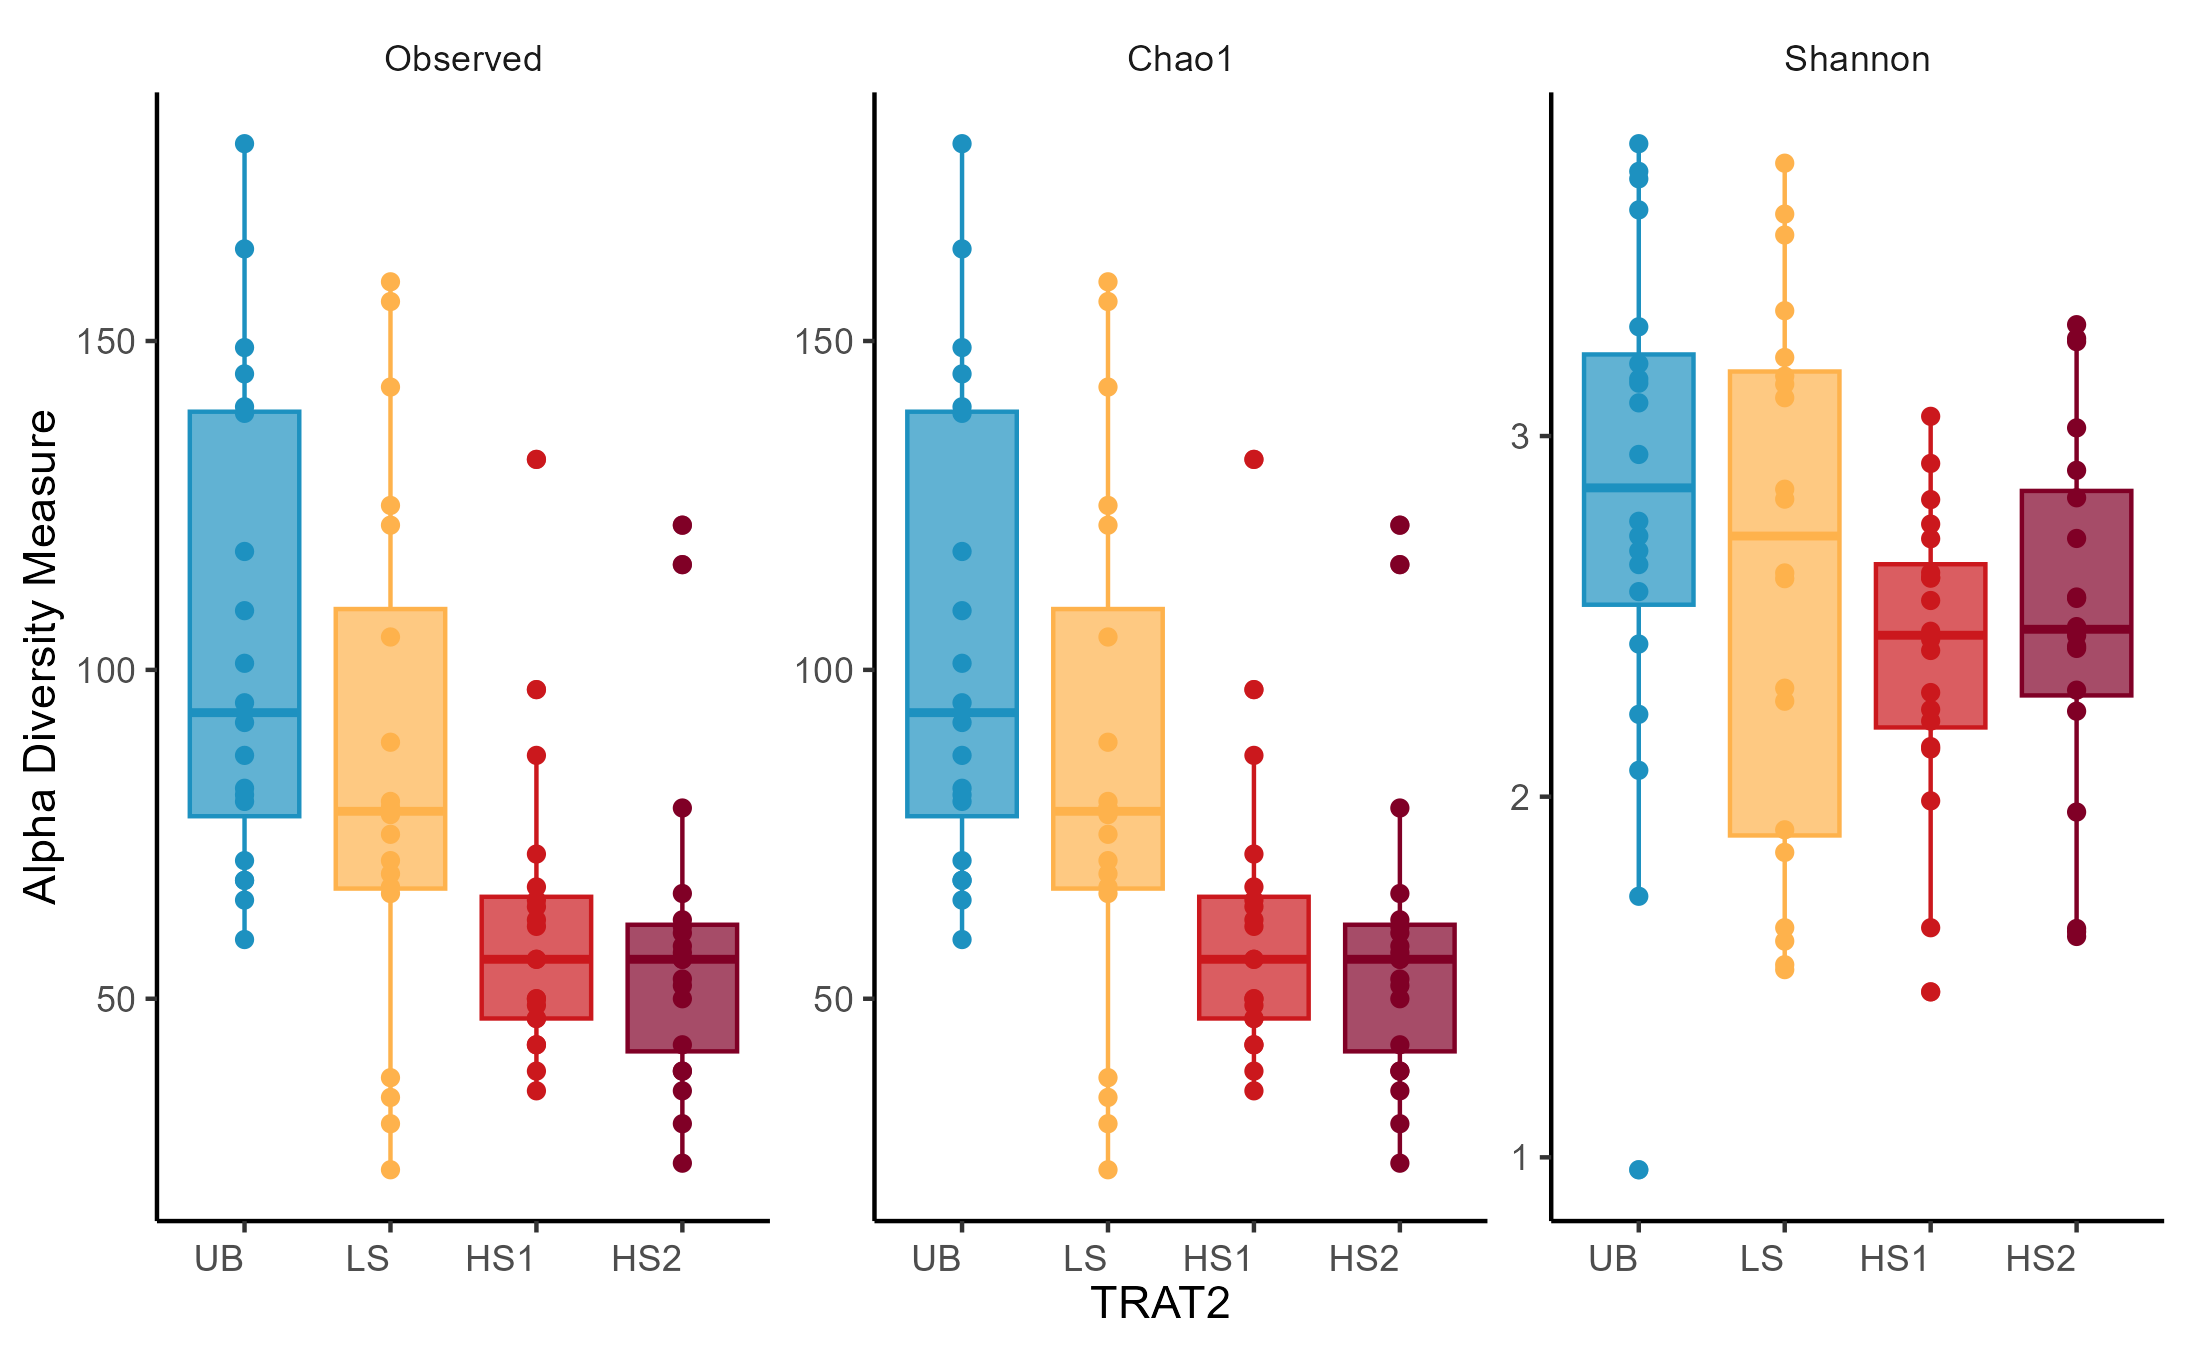 Observed
Chao1
Shannon
Alpha Diversity Measure
150
100
50
150
100
50
3
2
1
UB LS HS1 HS2
UB LS HS1 HS2
UB LS HS1 HS2
TRAT2